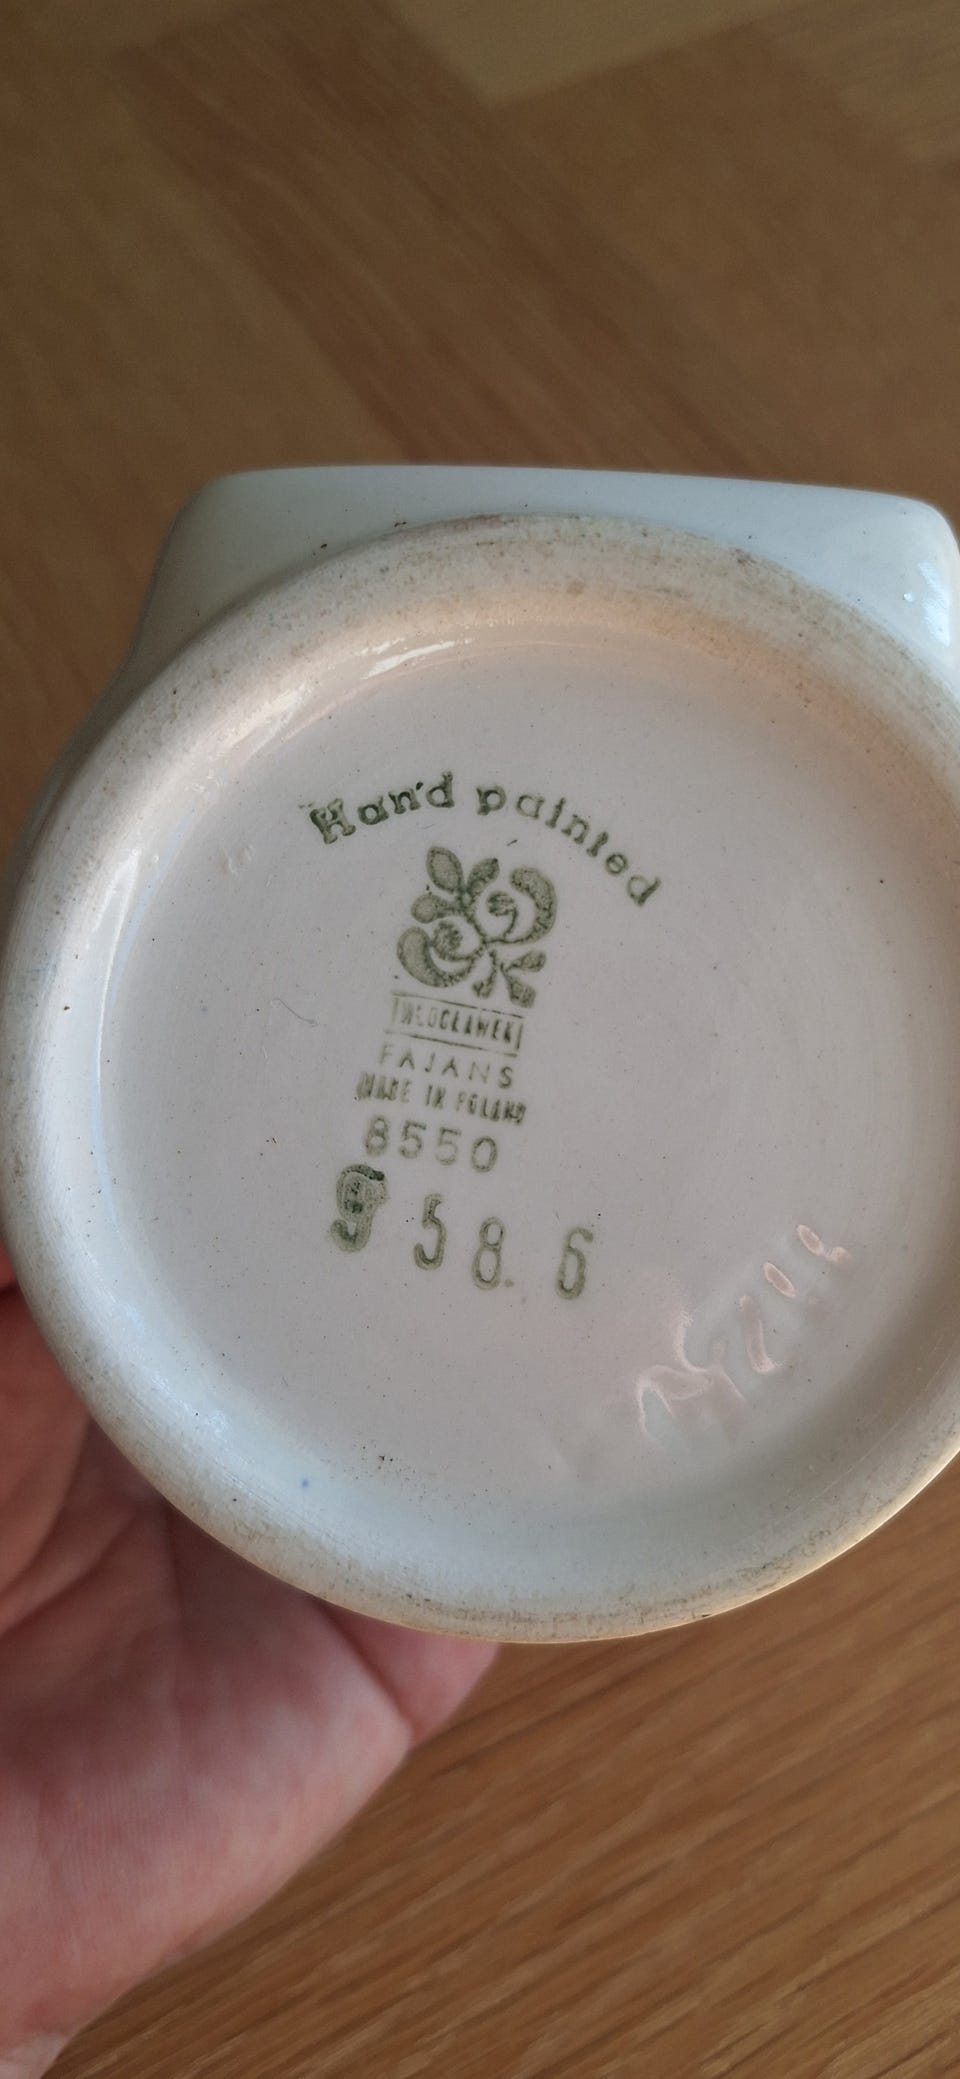 Hand painted
WŁOCŁAWEK
FAJANS
MADE IN POLAND
8550
58. 6